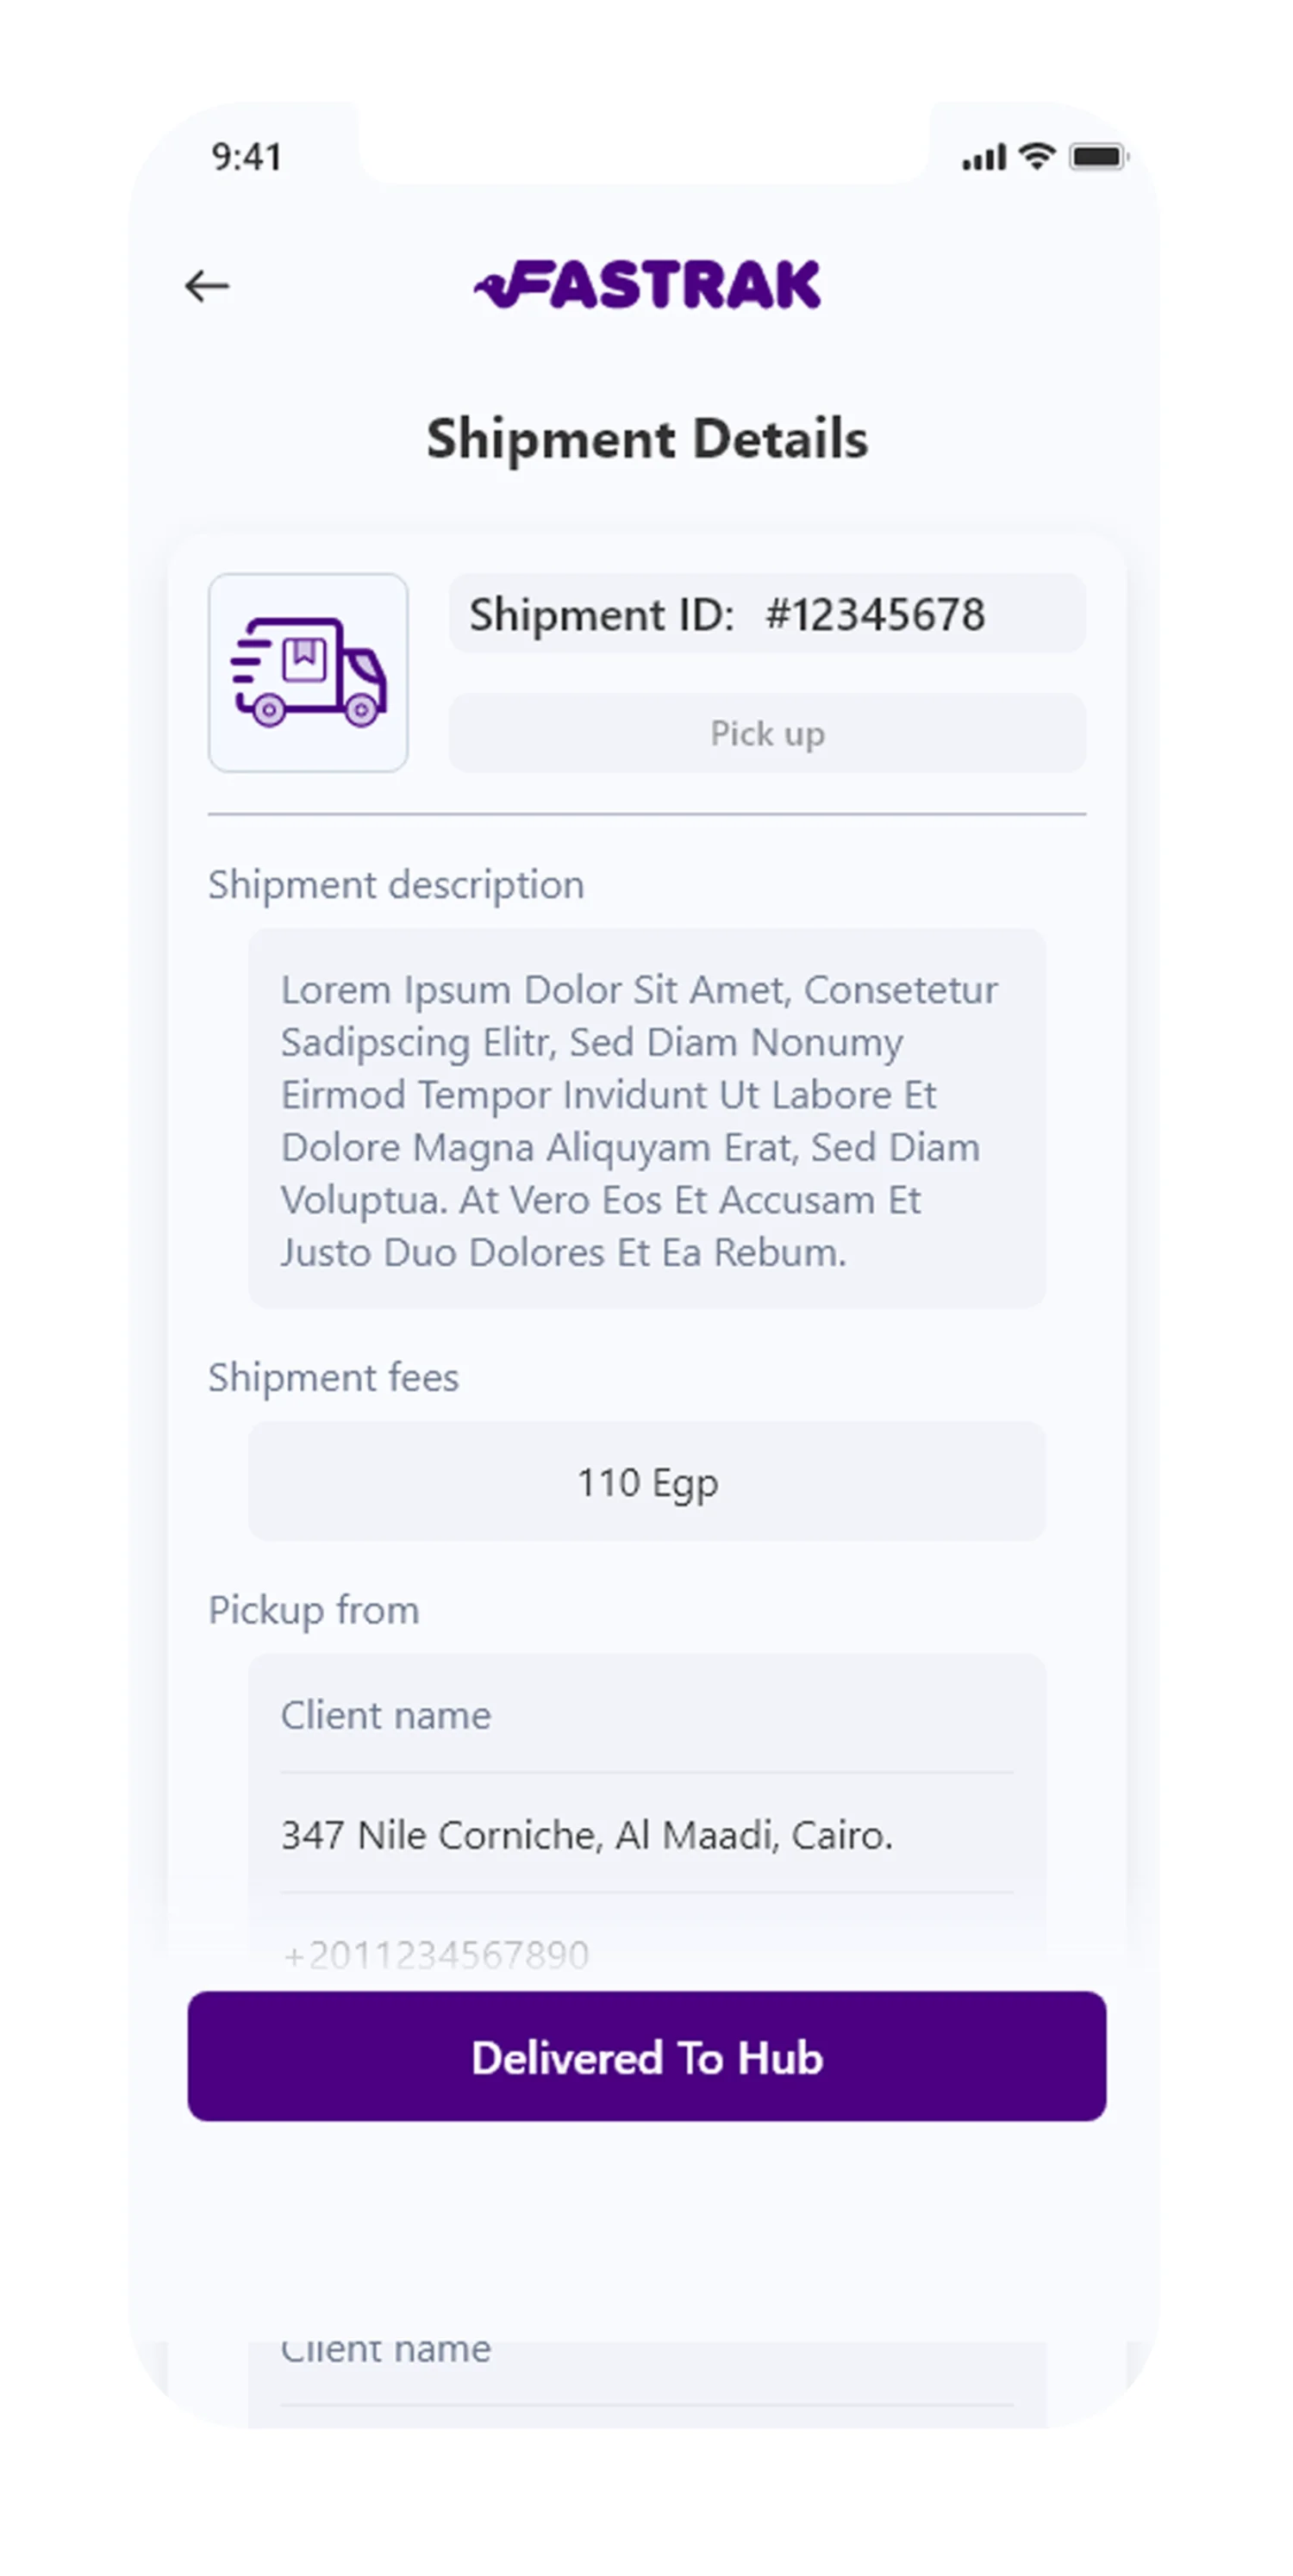 9:41
FASTRAK
Shipment Details
Shipment ID: #12345678
Pick up
Shipment description
Lorem Ipsum Dolor Sit Amet, Consetetur
Sadipscing Elitr, Sed Diam Nonumy
Eirmod Tempor Invidunt Ut Labore Et
Dolore Magna Aliquyam Erat, Sed Diam
Voluptua. At Vero Eos Et Accusam Et
Justo Duo Dolores Et Ea Rebum.
Shipment fees
110 Egp
Pickup from
Client name
347 Nile Corniche, Al Maadi, Cairo.
+2011234567890
Delivered To Hub
Client name